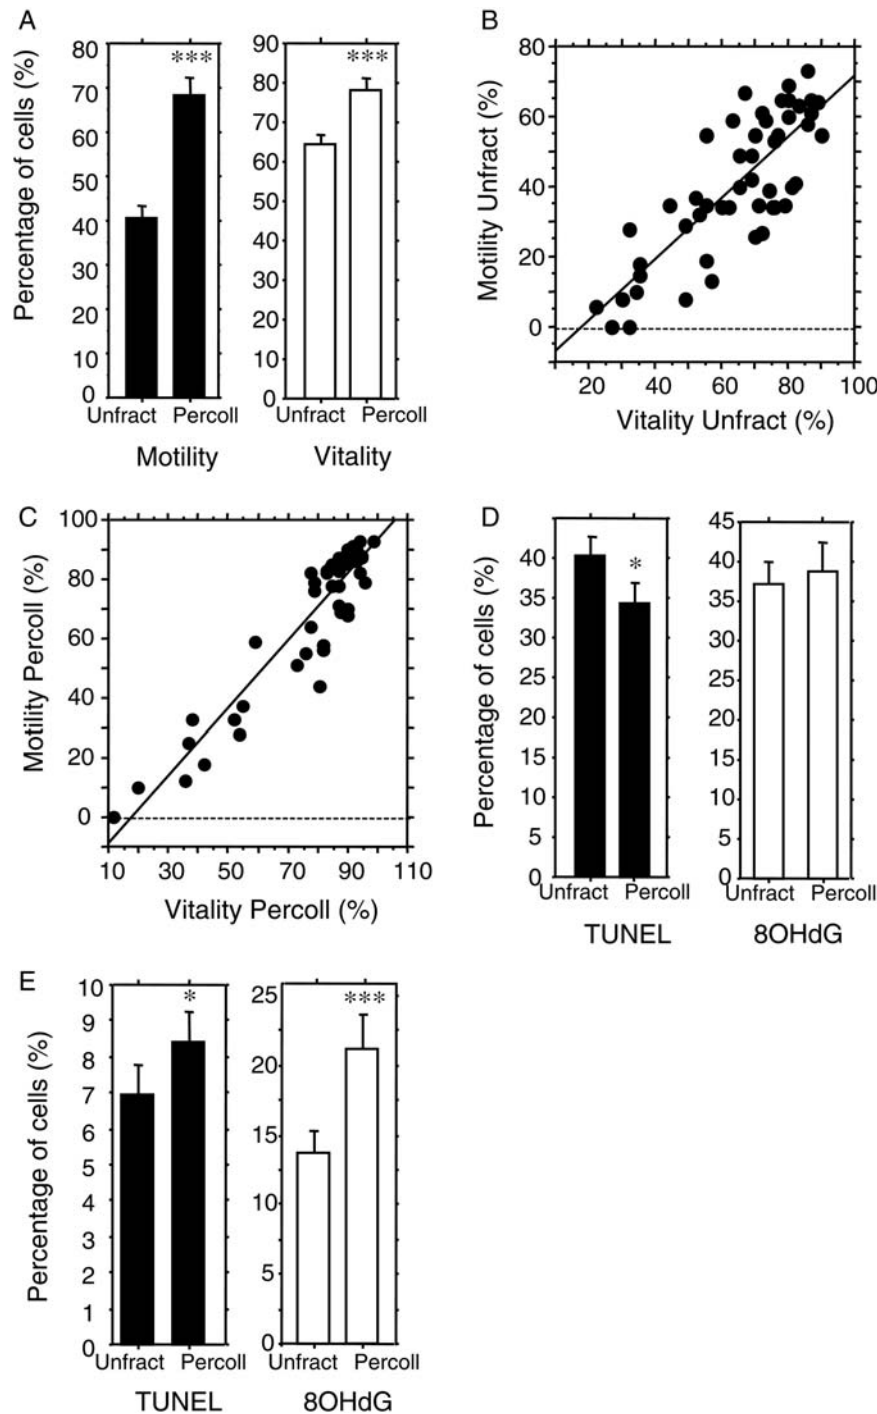 A
Percentage of cells (%)
80
70
60
50
40
30
20
10
0
Unfract Percoll
Motility
90
80
70
60
50
40
30
20
10
0
Unfract Percoll
Vitality
***
***
B
Motility Unfract (%)
80
60
40
20
0
20 40 60 80 100
Vitality Unfract (%)
C
Motility Percoll (%)
100
80
60
40
20
0
10 30 50 70 90 110
Vitality Percoll (%)
D
Percentage of cells (%)
40
35
30
25
20
15
10
5
0
*
Unfract Percoll
TUNEL
45
40
35
30
25
20
15
10
5
0
Unfract Percoll
8OHdG
E
Percentage of cells (%)
10
9
8
7
6
5
4
3
2
1
0
*
Unfract Percoll
TUNEL
25
20
15
10
5
0
***
Unfract Percoll
8OHdG